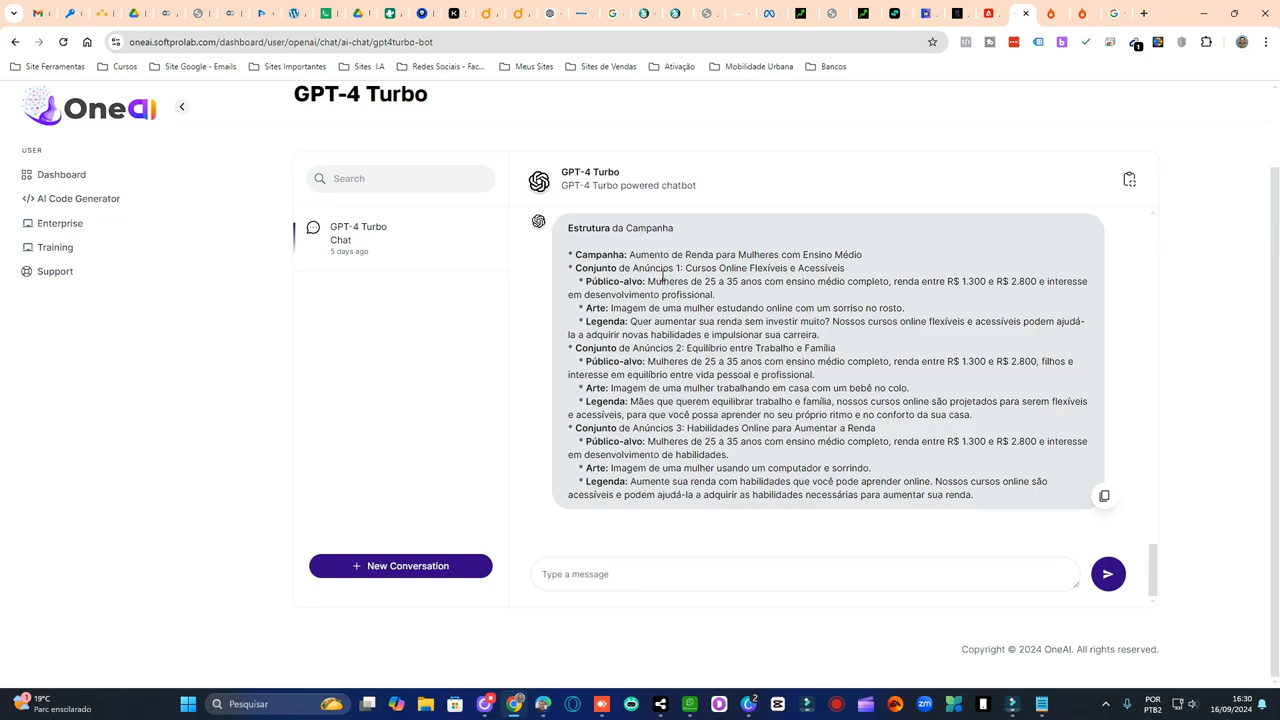 oneai.softprolab.com/dashboard/user/openai/chat/ai-chat/gpt4turbo-bot
Site Ferramentas
Cursos
Site Google - Emails
Sites Importantes
Sites I.A
Redes Sociais - Fac...
Meus Sites
Sites de Vendas
Ativação
Mobilidade Urbana
Bancos
OneAI
GPT-4 Turbo
USER
Dashboard
AI Code Generator
Enterprise
Training
Support
Search
GPT-4 Turbo
Chat
5 days ago
+ New Conversation
GPT-4 Turbo
GPT-4 Turbo powered chatbot
Estrutura da Campanha
* Campanha: Aumento de Renda para Mulheres com Ensino Médio
* Conjunto de Anúncios 1: Cursos Online Flexíveis e Acessíveis
* Público-alvo: Mulheres de 25 a 35 anos com ensino médio completo, renda entre R$ 1.300 e R$ 2.800 e interesse
em desenvolvimento profissional.
* Arte: Imagem de uma mulher estudando online com um sorriso no rosto.
* Legenda: Quer aumentar sua renda sem investir muito? Nossos cursos online flexíveis e acessíveis podem ajudá-
la a adquirir novas habilidades e impulsionar sua carreira.
* Conjunto de Anúncios 2: Equilíbrio entre Trabalho e Família
* Público-alvo: Mulheres de 25 a 35 anos com ensino médio completo, renda entre R$ 1.300 e R$ 2.800, filhos e
interesse em equilíbrio entre vida pessoal e profissional.
* Arte: Imagem de uma mulher trabalhando em casa com um bebê no colo.
* Legenda: Mães que querem equilibrar trabalho e família, nossos cursos online são projetados para serem flexíveis
e acessíveis, para que você possa aprender no seu próprio ritmo e no conforto da sua casa.
* Conjunto de Anúncios 3: Habilidades Online para Aumentar a Renda
* Público-alvo: Mulheres de 25 a 35 anos com ensino médio completo, renda entre R$ 1.300 e R$ 2.800 e interesse
em desenvolvimento de habilidades.
* Arte: Imagem de uma mulher usando um computador e sorrindo.
* Legenda: Aumente sua renda com habilidades que você pode aprender online. Nossos cursos online são
acessíveis e podem ajudá-la a adquirir as habilidades necessárias para aumentar sua renda.
Type a message
Copyright © 2024 OneAI. All rights reserved.
1
19°C
Parc ensolarado
Pesquisar
POR
PTB2
16:30
16/09/2024